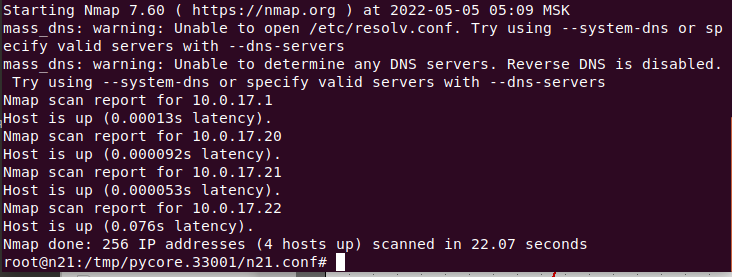 Starting Nmap 7.60 ( https://nmap.org ) at 2022-05-05 05:09 MSK
mass_dns: warning: Unable to open /etc/resolv.conf. Try using --system-dns or sp
ecify valid servers with --dns-servers
mass_dns: warning: Unable to determine any DNS servers. Reverse DNS is disabled.
 Try using --system-dns or specify valid servers with --dns-servers
Nmap scan report for 10.0.17.1
Host is up (0.00013s latency).
Nmap scan report for 10.0.17.20
Host is up (0.000092s latency).
Nmap scan report for 10.0.17.21
Host is up (0.000053s latency).
Nmap scan report for 10.0.17.22
Host is up (0.076s latency).
Nmap done: 256 IP addresses (4 hosts up) scanned in 22.07 seconds
root@n21:/tmp/pycore.33001/n21.conf#